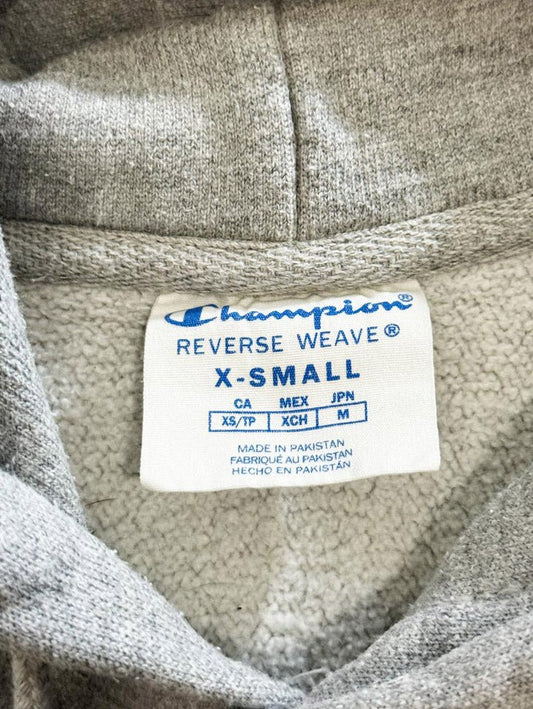 Champion®
REVERSE WEAVE®
X-SMALL
CA MEX JPN
XS/TP XCH M
MADE IN PAKISTAN
FABRIQUÉ AU PAKISTAN
HECHO EN PAKISTÁN